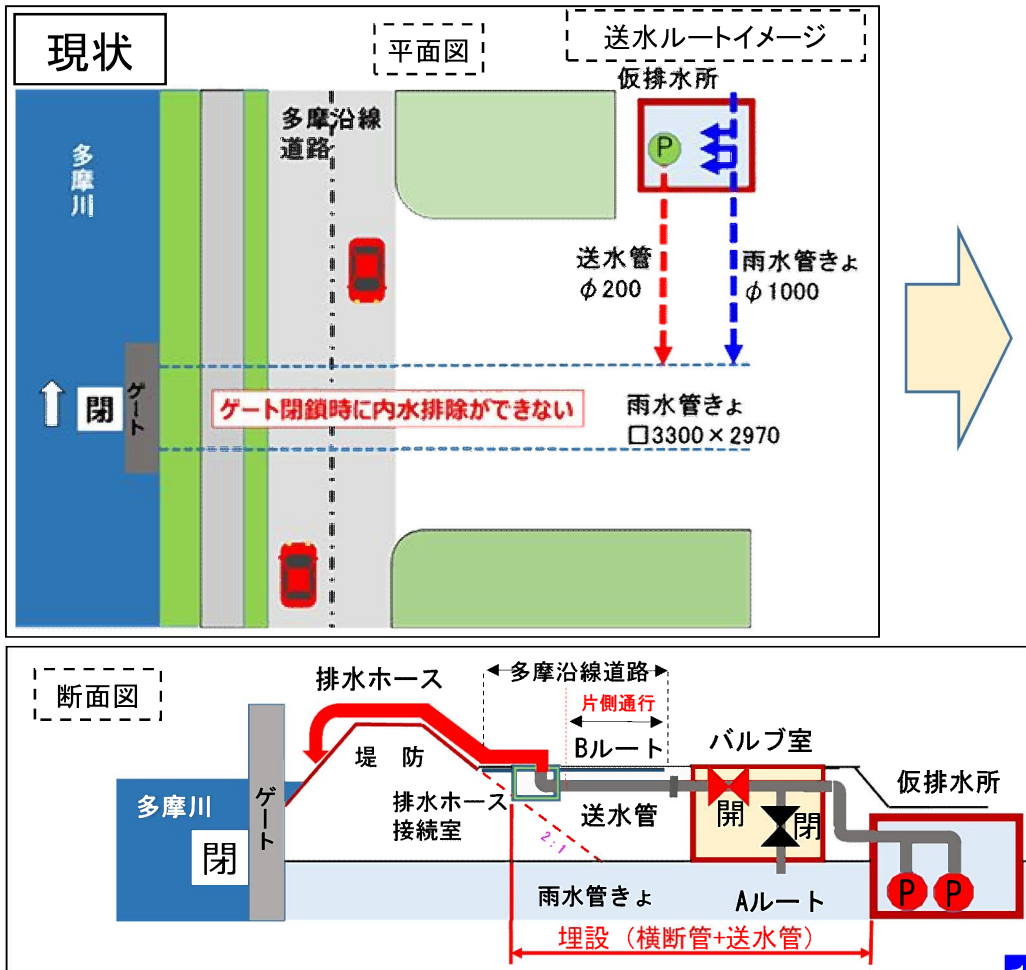 現状
平面図
送水ルートイメージ
仮排水所
多摩川
多摩沿線
道路
P
送水管
φ200
雨水管きょ
φ1000
閉
ゲート
ゲート閉鎖時に内水排除ができない
雨水管きょ
□3300×2970
断面図
排水ホース
多摩沿線道路
片側通行
Bルート
バルブ室
堤 防
仮排水所
多摩川
ゲート
閉
排水ホース
接続室
送水管
開
閉
2:1
雨水管きょ
Aルート
P
P
埋設（横断管+送水管）